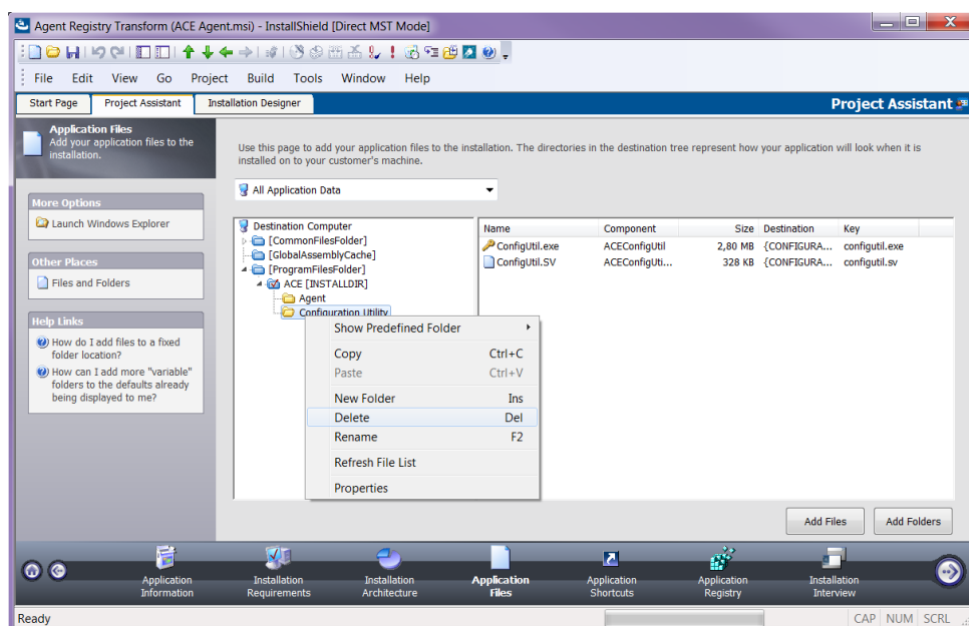 Agent Registry Transform (ACE Agent.msi) - InstallShield [Direct MST Mode]
File Edit View Go Project Build Tools Window Help
Start Page Project Assistant Installation Designer Project Assistant
Application Files
Add your application files to the
installation.
Use this page to add your application files to the installation. The directories in the destination tree represent how your application will look when it is
installed on to your customer's machine.
All Application Data
More Options
Launch Windows Explorer
Other Places
Files and Folders
Help Links
How do I add files to a fixed
folder location?
How can I add more "variable"
folders to the defaults already
being displayed to me?
Destination Computer
[CommonFilesFolder]
[GlobalAssemblyCache]
[ProgramFilesFolder]
ACE [INSTALLDIR]
Agent
Configuration Utility
Name Component Size Destination Key
ConfigUtil.exe ACEConfigUtil 2,80 MB {CONFIGURA... configutil.exe
ConfigUtil.SV ACEConfigUti... 328 KB {CONFIGURA... configutil.sv
Show Predefined Folder
Copy Ctrl+C
Paste Ctrl+V
New Folder Ins
Delete Del
Rename F2
Refresh File List
Properties
Add Files Add Folders
Application
Information
Installation
Requirements
Installation
Architecture
Application
Files
Application
Shortcuts
Application
Registry
Installation
Interview
Ready CAP NUM SCRL